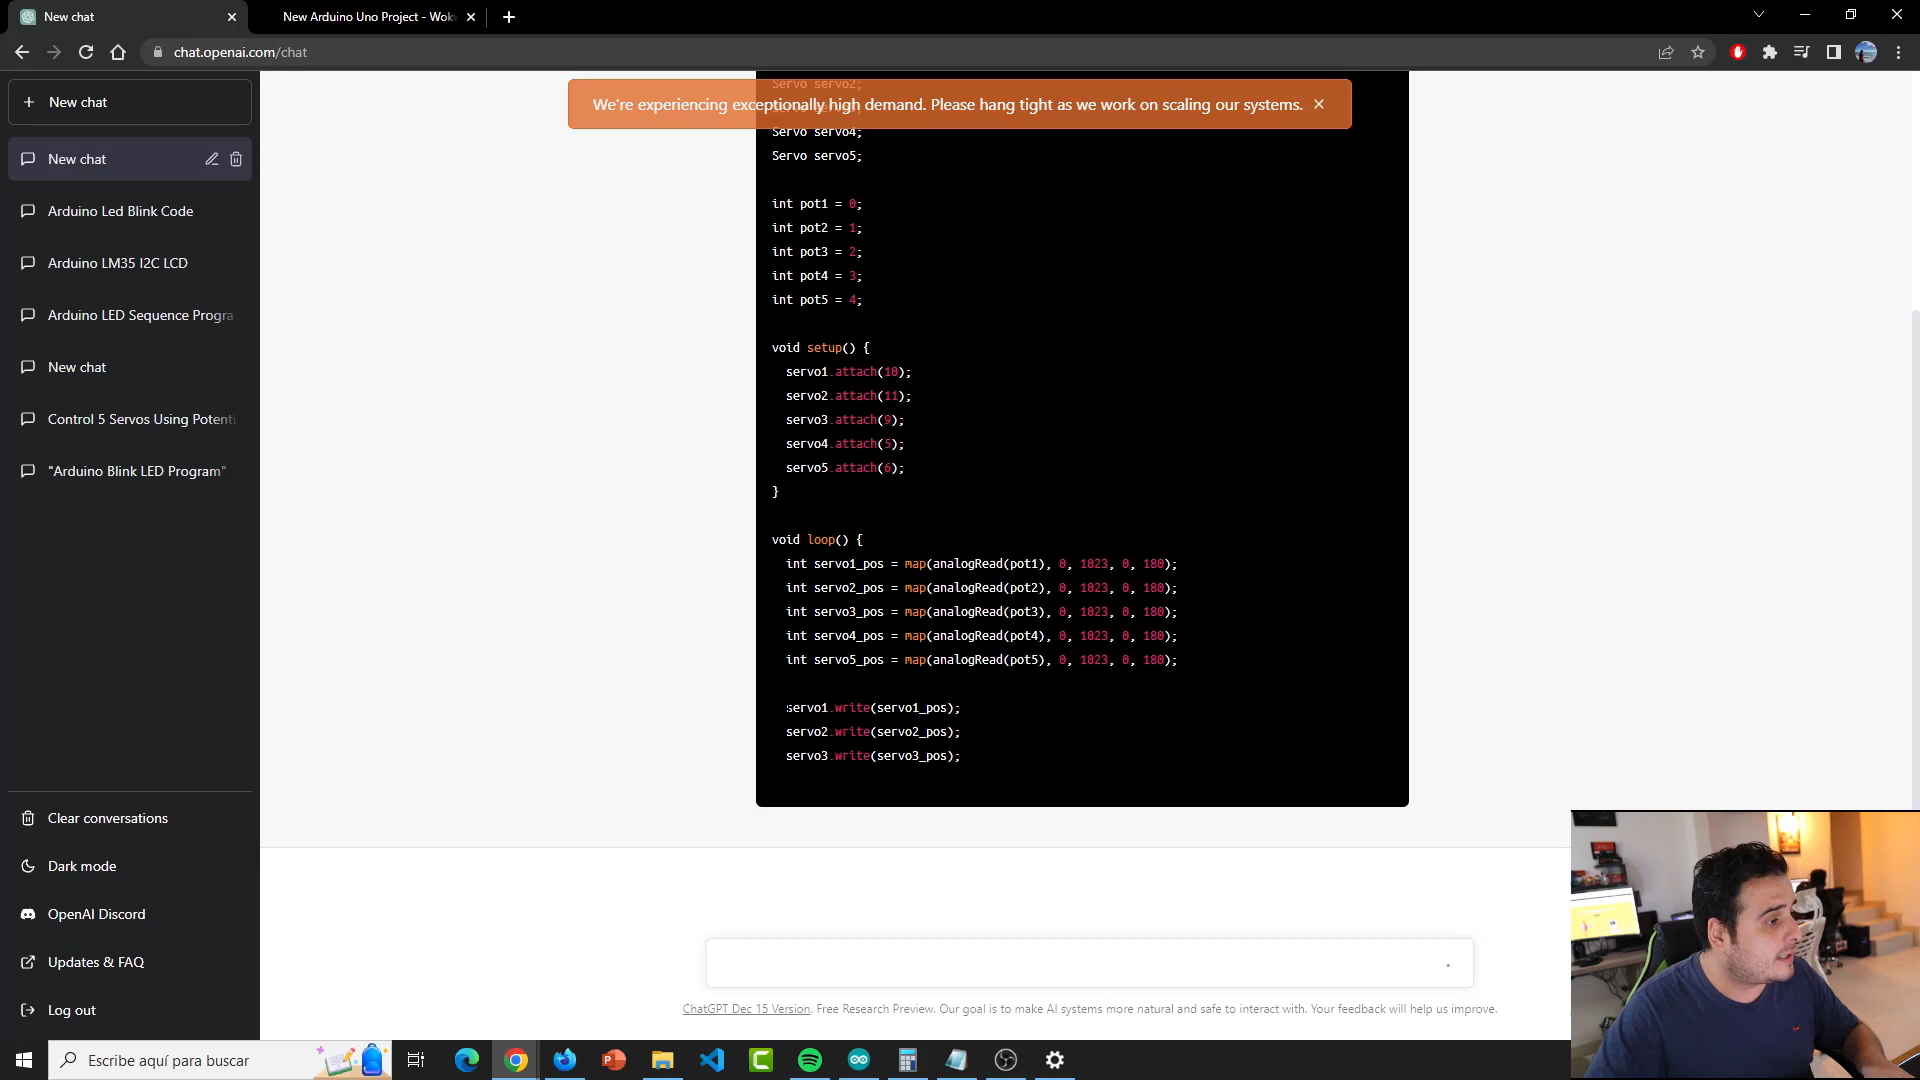 New chat
New Arduino Uno Project - Wokw
chat.openai.com/chat
New chat
New chat
Arduino Led Blink Code
Arduino LM35 I2C LCD
Arduino LED Sequence Progra
New chat
Control 5 Servos Using Potenti
"Arduino Blink LED Program"
Clear conversations
Dark mode
OpenAI Discord
Updates & FAQ
Log out
Servo servo2;
We're experiencing exceptionally high demand. Please hang tight as we work on scaling our systems.
Servo servo4;
Servo servo5;
int pot1 = 0;
int pot2 = 1;
int pot3 = 2;
int pot4 = 3;
int pot5 = 4;
void setup() {
servo1.attach(10);
servo2.attach(11);
servo3.attach(9);
servo4.attach(5);
servo5.attach(6);
}
void loop() {
int servo1_pos = map(analogRead(pot1), 0, 1023, 0, 180);
int servo2_pos = map(analogRead(pot2), 0, 1023, 0, 180);
int servo3_pos = map(analogRead(pot3), 0, 1023, 0, 180);
int servo4_pos = map(analogRead(pot4), 0, 1023, 0, 180);
int servo5_pos = map(analogRead(pot5), 0, 1023, 0, 180);
servo1.write(servo1_pos);
servo2.write(servo2_pos);
servo3.write(servo3_pos);
ChatGPT Dec 15 Version. Free Research Preview. Our goal is to make AI systems more natural and safe to interact with. Your feedback will help us improve.
Escribe aquí para buscar